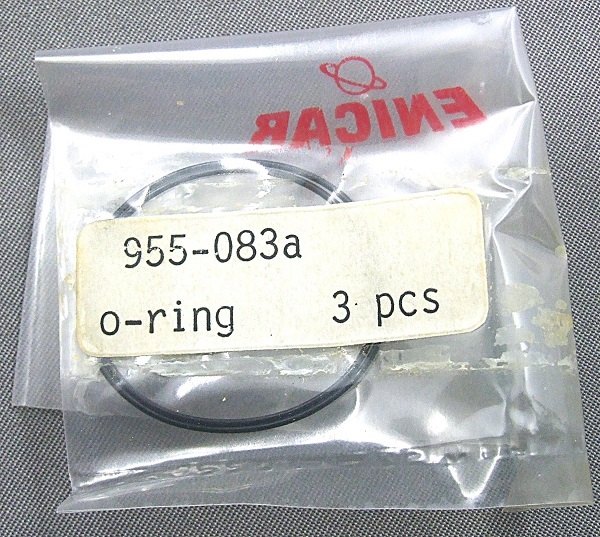 ENICAR
955-083a
o-ring 3 pcs